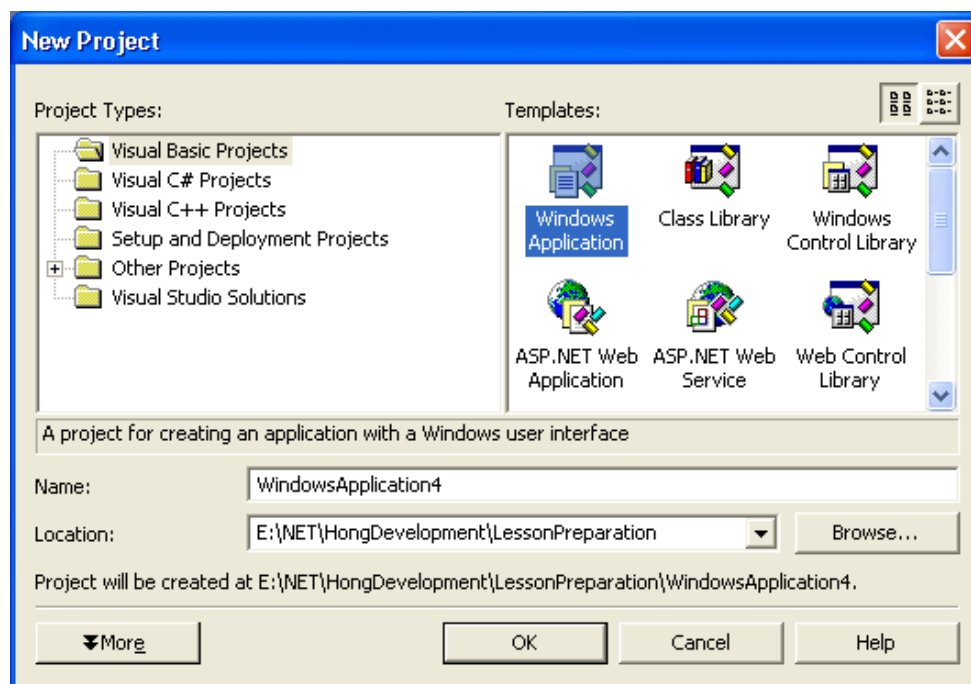 New Project
Project Types:
Templates:
Visual Basic Projects
Visual C# Projects
Visual C++ Projects
Setup and Deployment Projects
Other Projects
Visual Studio Solutions
Windows
Application
Class Library
Windows
Control Library
ASP.NET Web
Application
ASP.NET Web
Service
Web Control
Library
A project for creating an application with a Windows user interface
Name:
WindowsApplication4
Location:
E:\NET\HongDevelopment\LessonPreparation
Browse...
Project will be created at E:\NET\HongDevelopment\LessonPreparation\WindowsApplication4.
More
OK
Cancel
Help